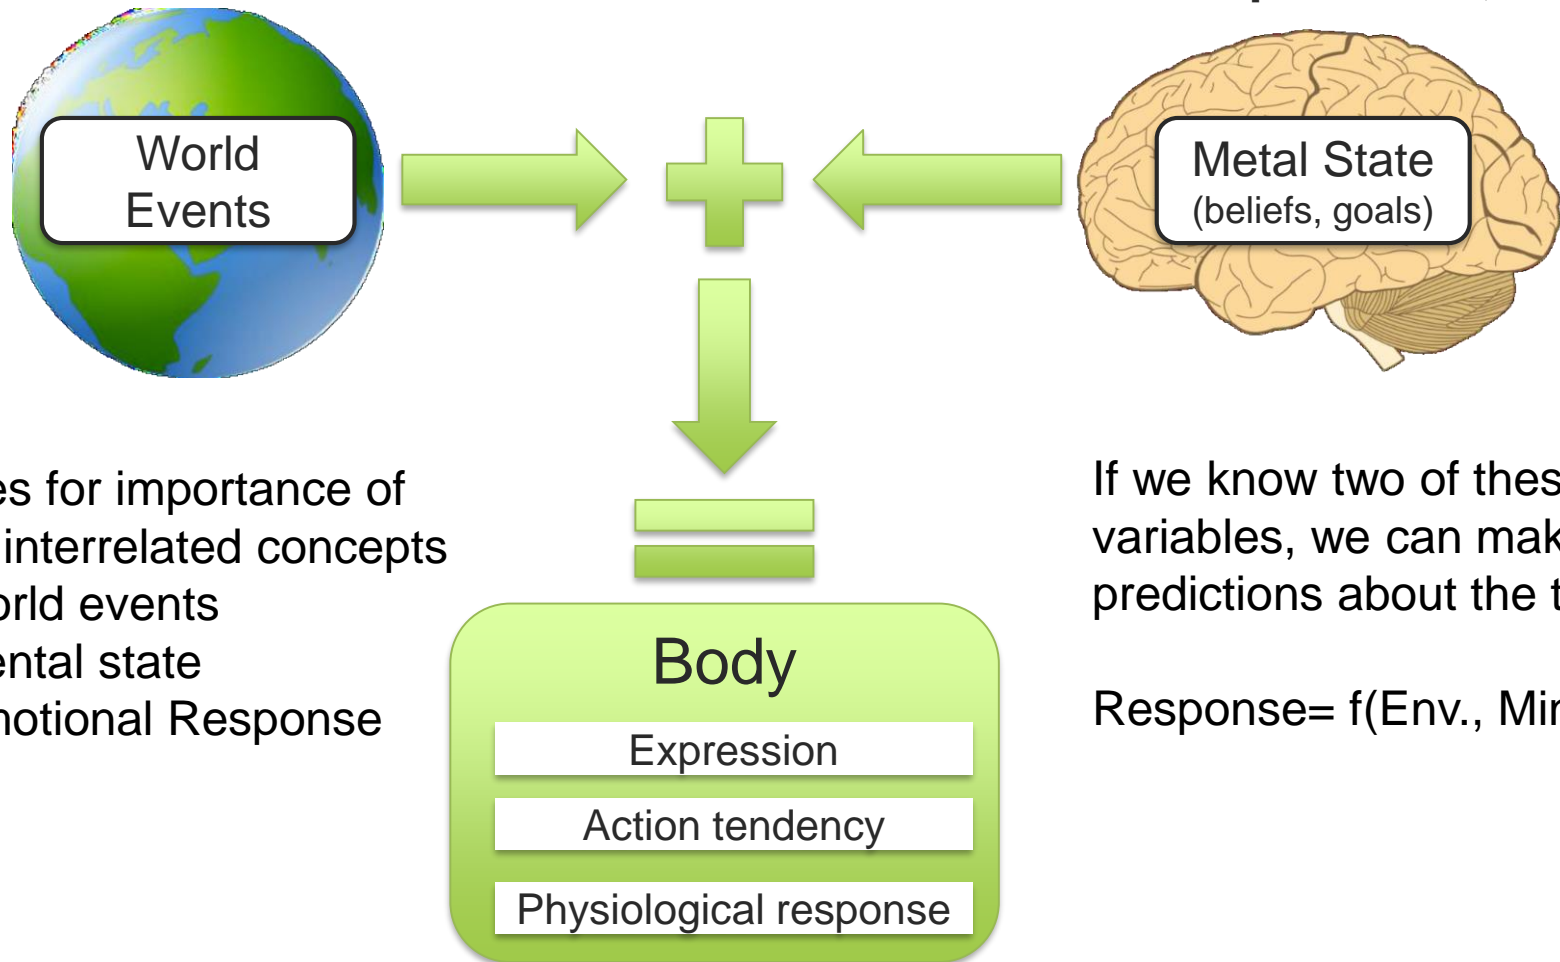 World
Events
Metal State
(beliefs, goals)
es for importance of
interrelated concepts
orld events
ental state
notional Response
If we know two of thes
variables, we can mak
predictions about the t
Response= f(Env., Min
Body
Expression
Action tendency
Physiological response